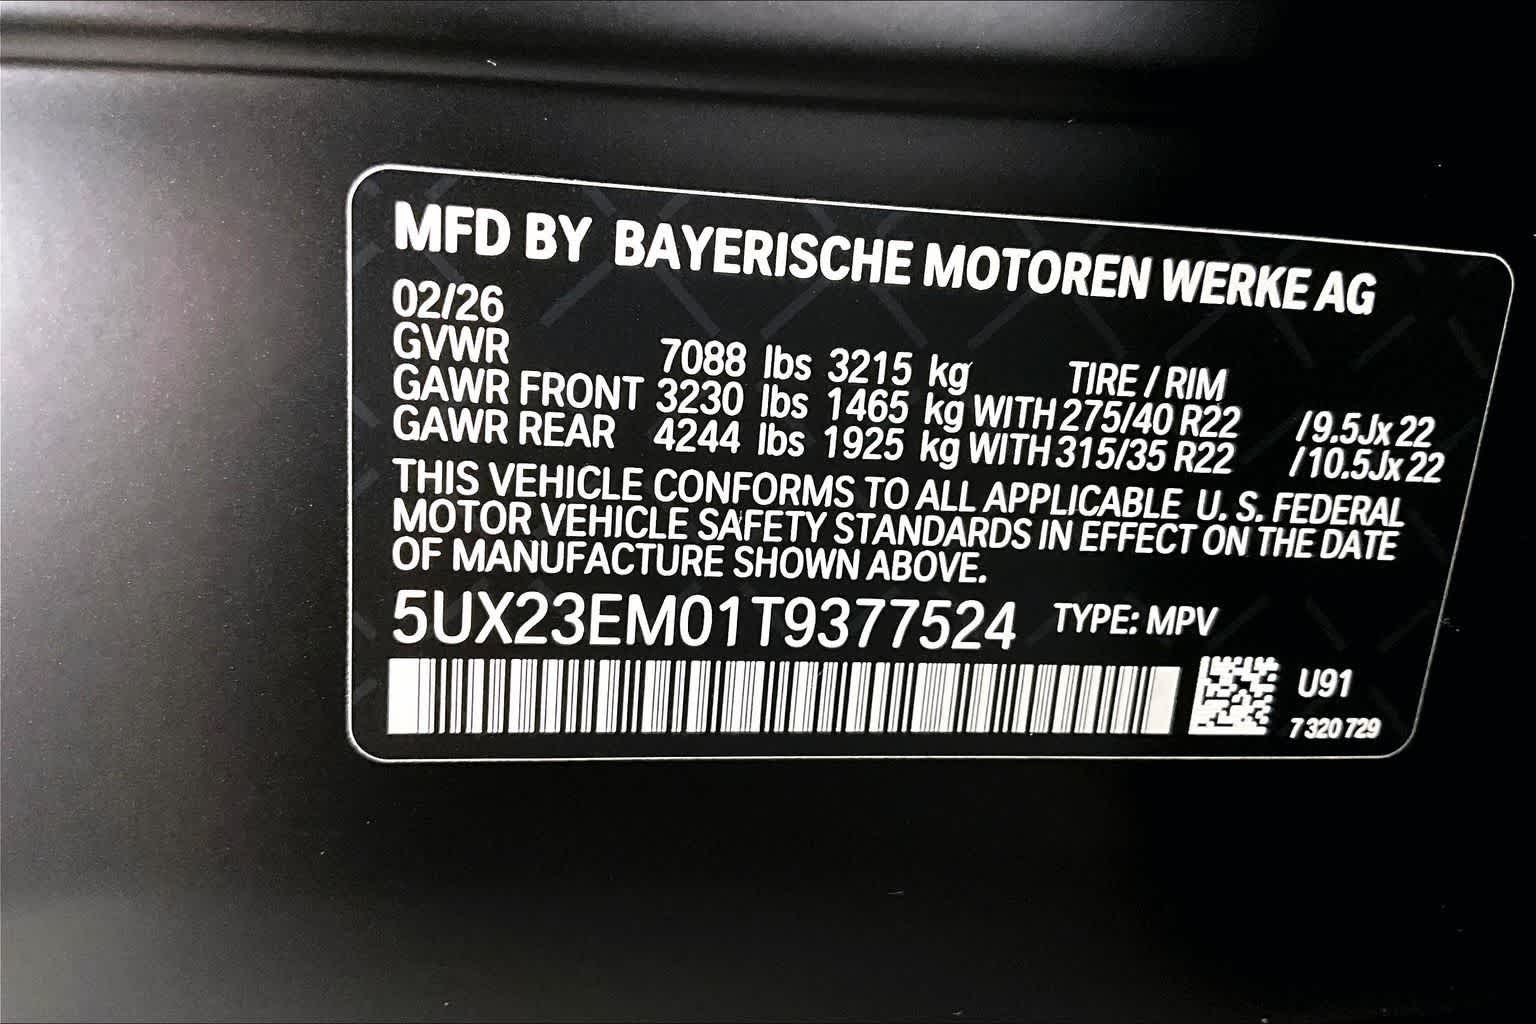 MFD BY BAYERISCHE MOTOREN WERKE AG
02/26
GVWR 7088 lbs 3215 kg TIRE / RIM
GAWR FRONT 3230 lbs 1465 kg WITH 275/40 R22 /9.5Jx 22
GAWR REAR 4244 lbs 1925 kg WITH 315/35 R22 /10.5Jx 22
THIS VEHICLE CONFORMS TO ALL APPLICABLE U. S. FEDERAL
MOTOR VEHICLE SAFETY STANDARDS IN EFFECT ON THE DATE
OF MANUFACTURE SHOWN ABOVE.
5UX23EM01T9377524 TYPE: MPV
U91
7 320 729